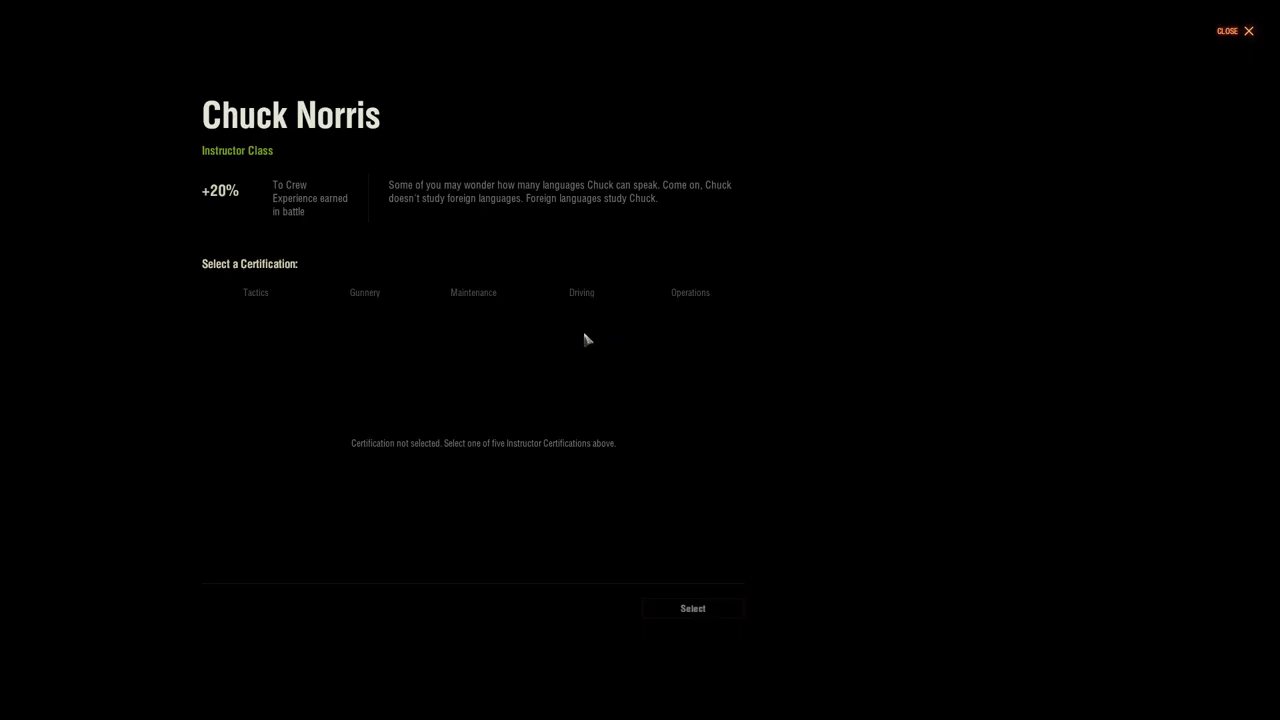 CLOSE
Chuck Norris
Instructor Class
+20%
To Crew
Experience earned
in battle
Some of you may wonder how many languages Chuck can speak. Come on, Chuck
doesn't study foreign languages. Foreign languages study Chuck.
Select a Certification:
Tactics Gunnery Maintenance Driving Operations
Certification not selected. Select one of five Instructor Certifications above.
Select